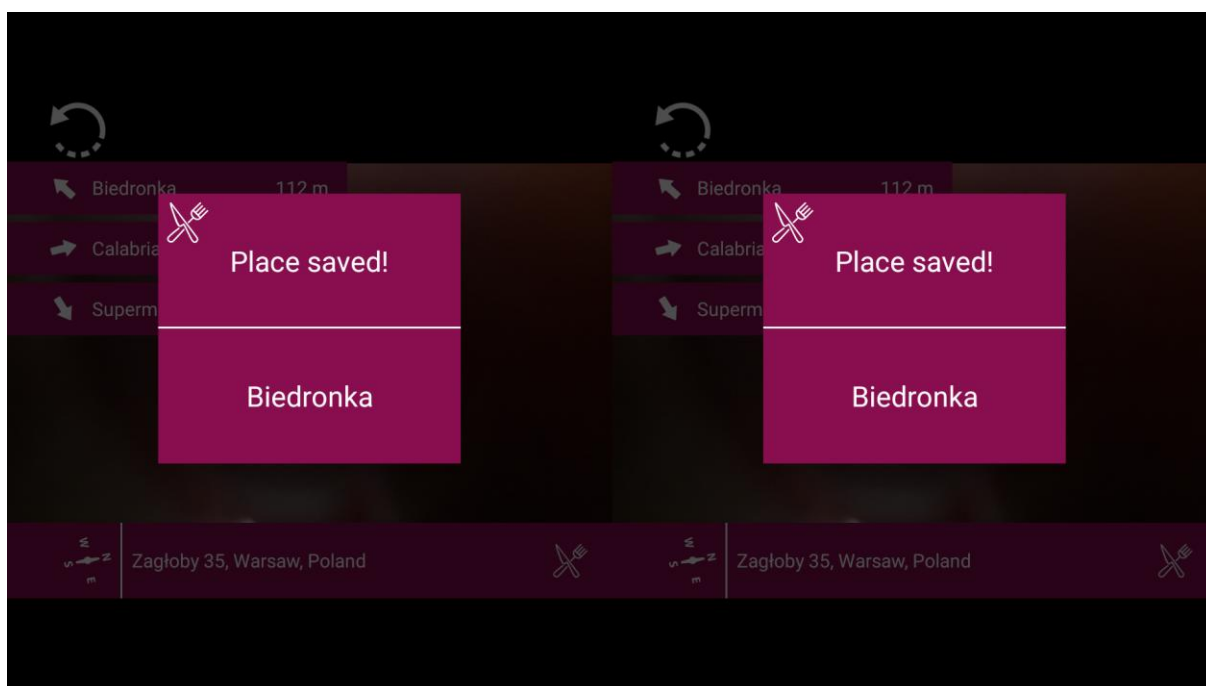 Biedronka 112 m
Calabria
Superm
Place saved!
Biedronka
N
W
S
E
Zagłoby 35, Warsaw, Poland
Biedronka 112 m
Calabria
Superm
Place saved!
Biedronka
N
W
S
E
Zagłoby 35, Warsaw, Poland